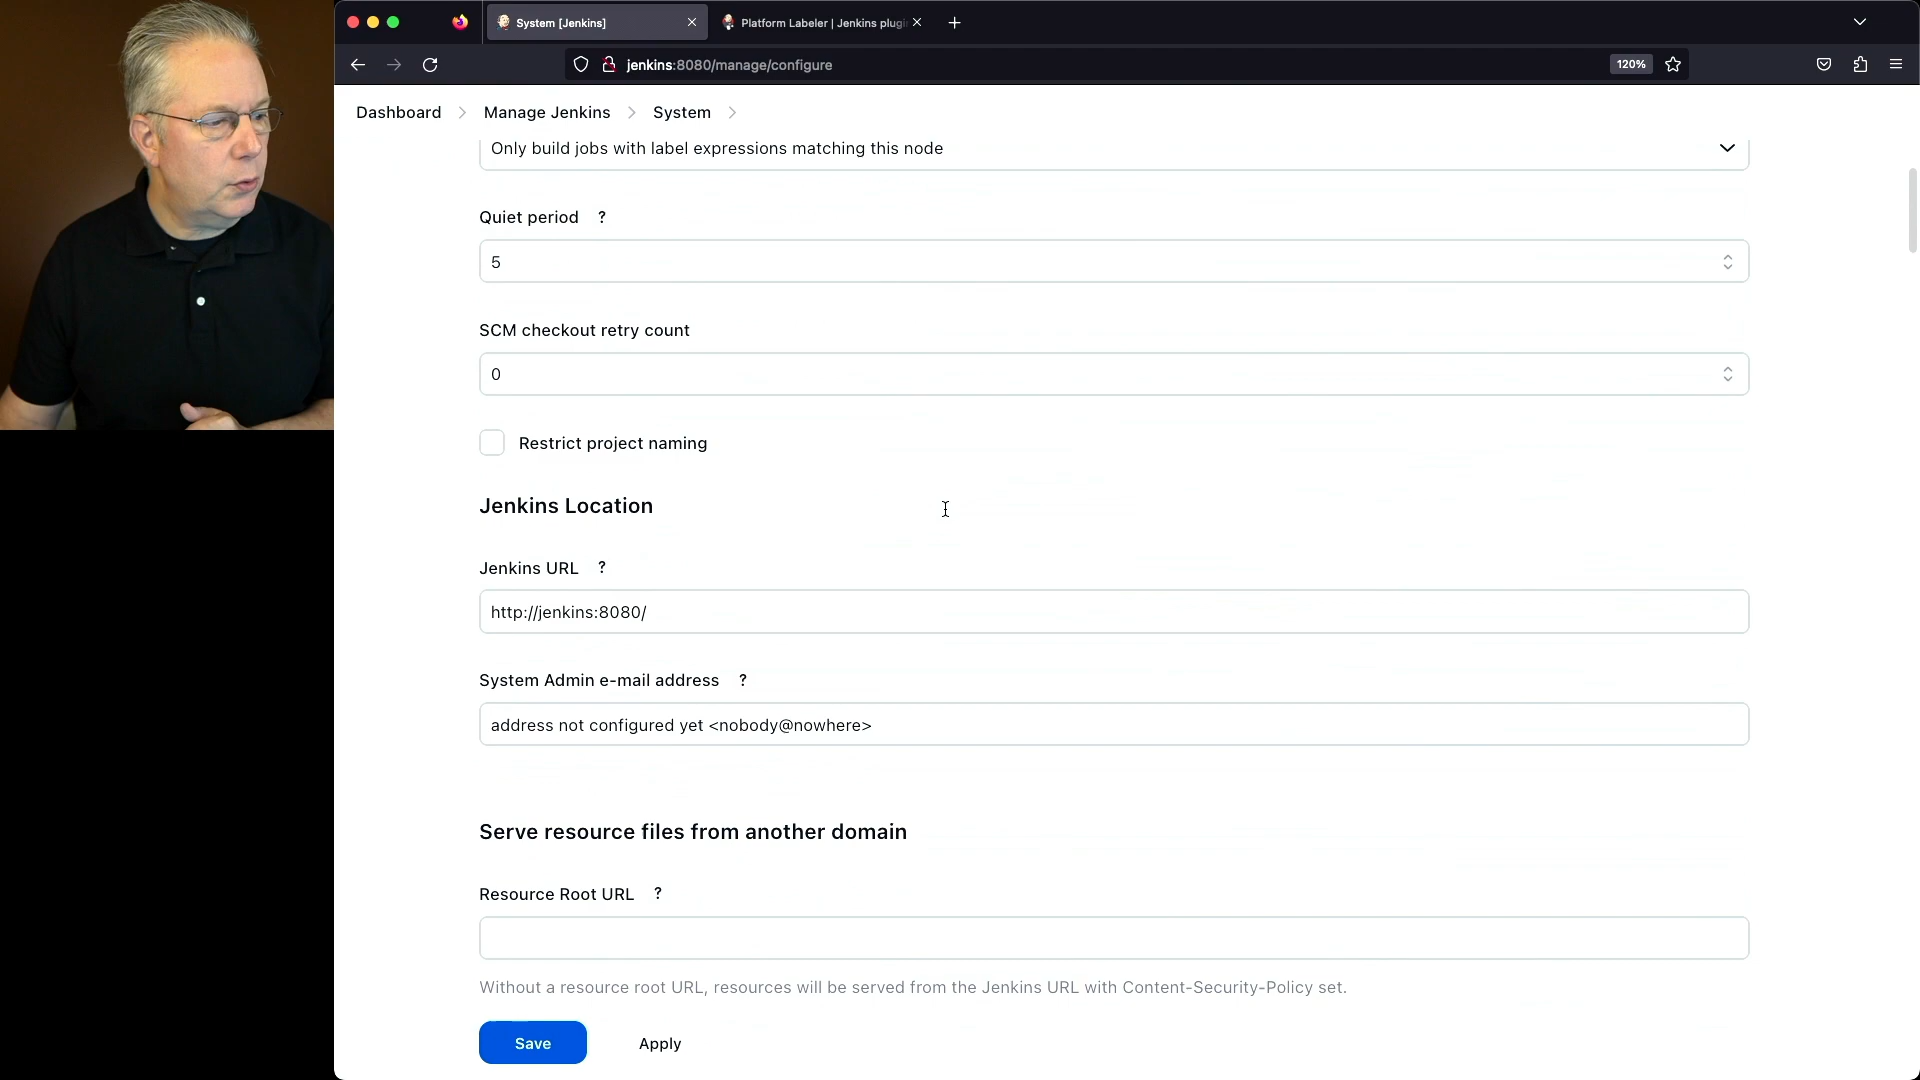 System [Jenkins]
Platform Labeler | Jenkins plugi
jenkins:8080/manage/configure
120%
Dashboard
Manage Jenkins
System
Only build jobs with label expressions matching this node
Quiet period ?
5
SCM checkout retry count
0
Restrict project naming
Jenkins Location
Jenkins URL ?
http://jenkins:8080/
System Admin e-mail address ?
address not configured yet <nobody@nowhere>
Serve resource files from another domain
Resource Root URL ?
Without a resource root URL, resources will be served from the Jenkins URL with Content-Security-Policy set.
Save
Apply